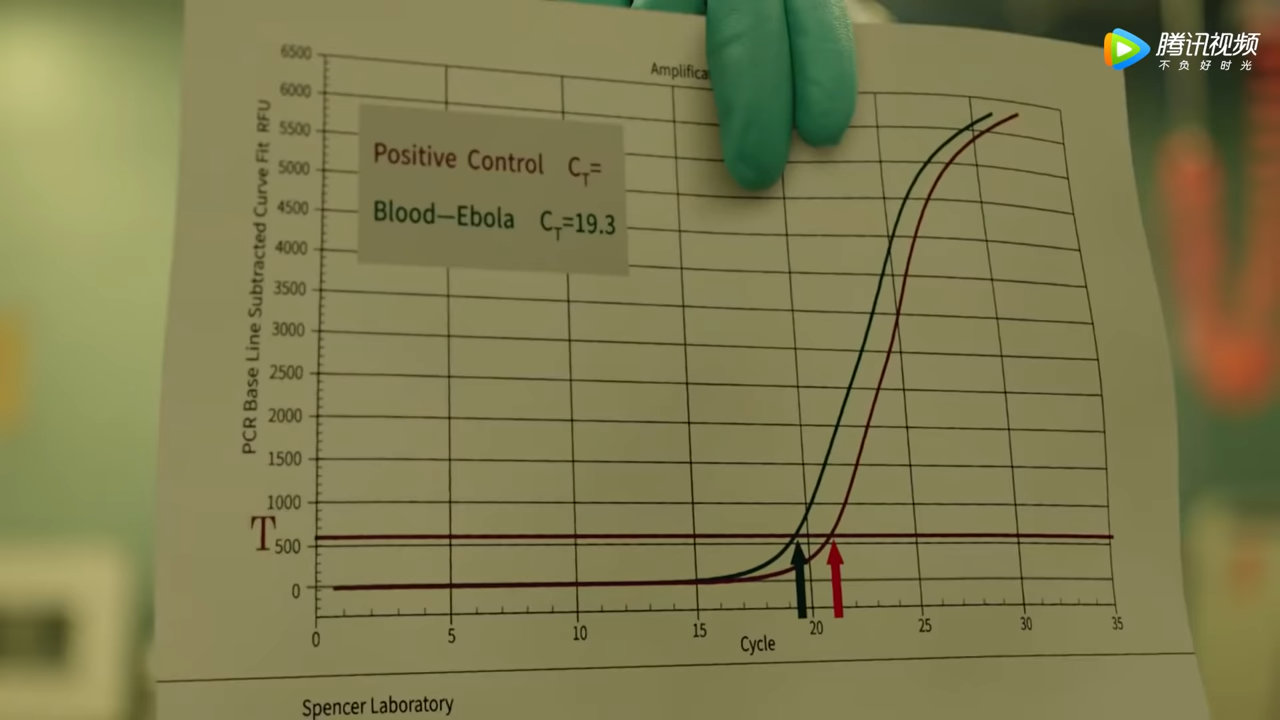 腾讯视频
不负好时光
Amplifica
Positive Control C_T=
Blood—Ebola C_T=19.3
PCR Base Line Subtracted Curve Fit RFU
6500
6000
5500
5000
4500
4000
3500
3000
2500
2000
1500
1000
T
500
0
0 5 10 15 20 25 30 35
Cycle
Spencer Laboratory